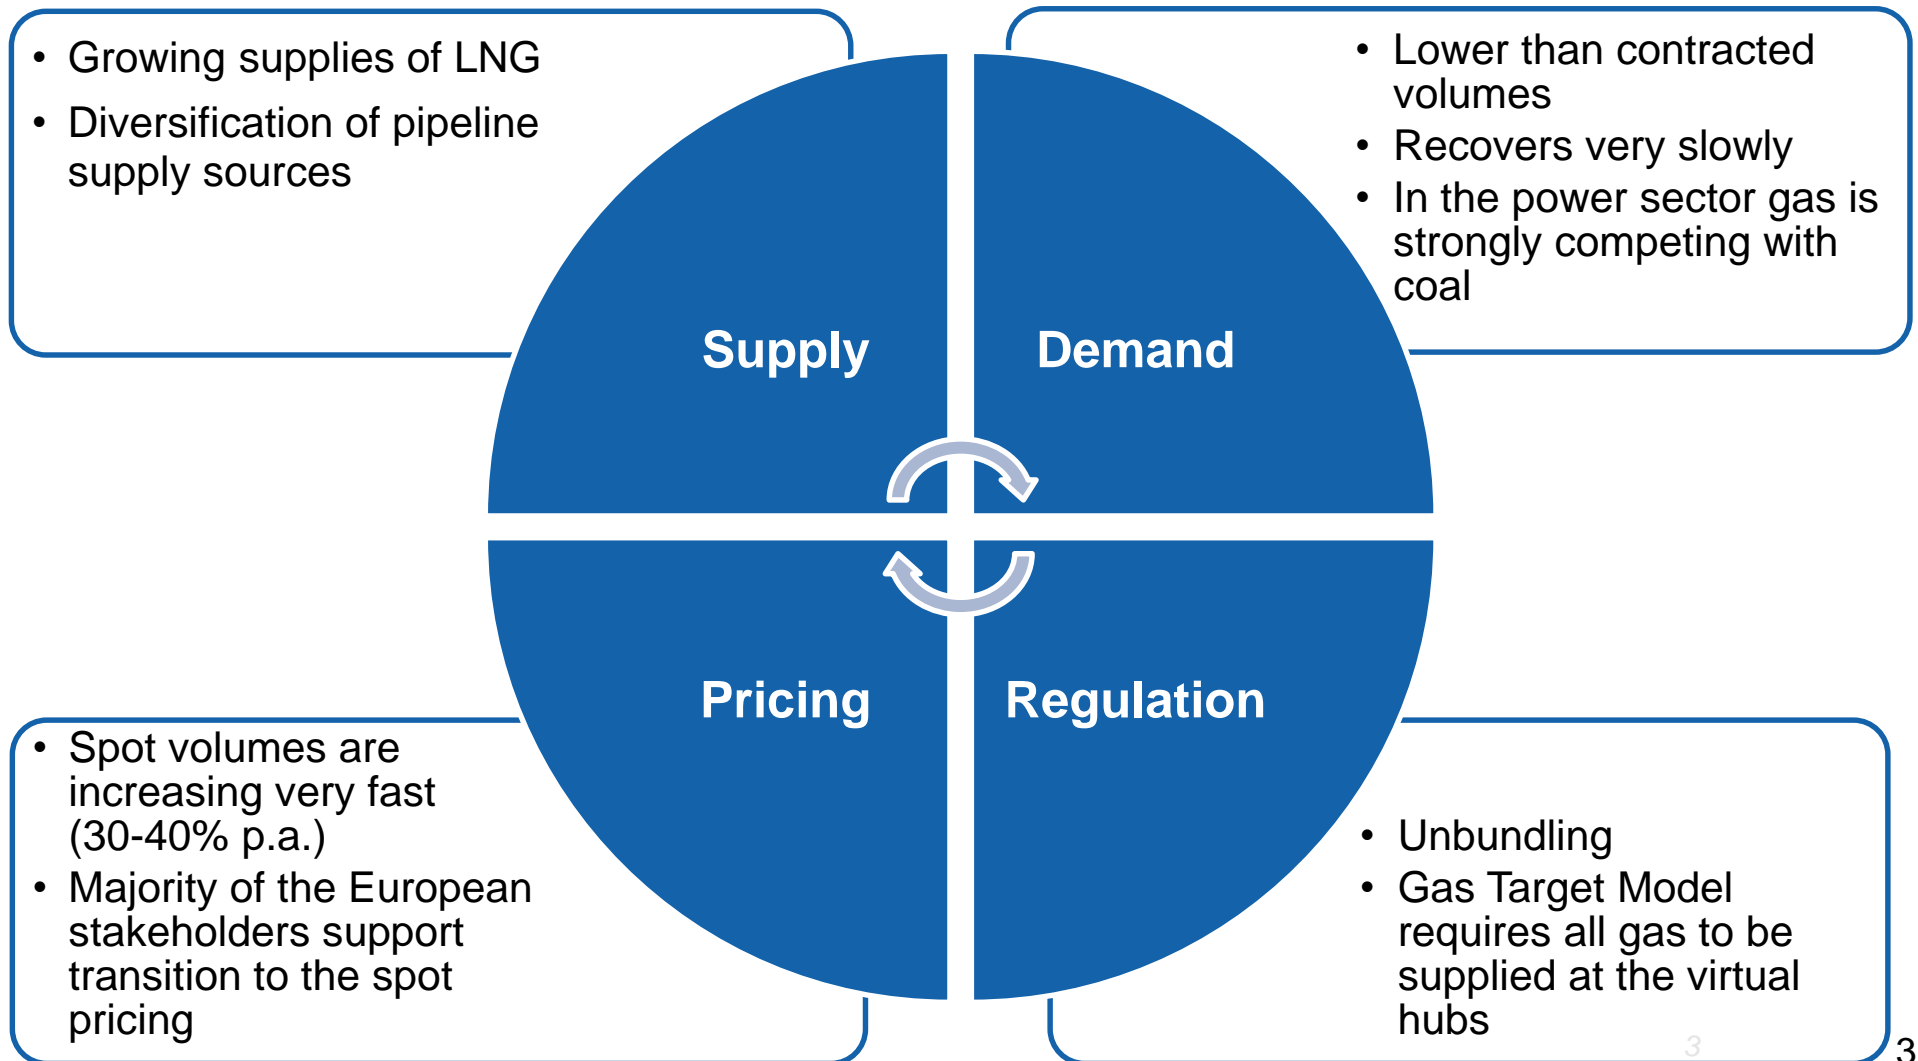 • Growing supplies of LNG
• Diversification of pipeline
supply sources
• Lower than contracted
volumes
• Recovers very slowly
• In the power sector gas is
strongly competing with
coal
Supply
Demand
Pricing
Regulation
• Spot volumes are
increasing very fast
(30-40% p.a.)
• Majority of the European
stakeholders support
transition to the spot
pricing
• Unbundling
• Gas Target Model
requires all gas to be
supplied at the virtual
hubs
3
3